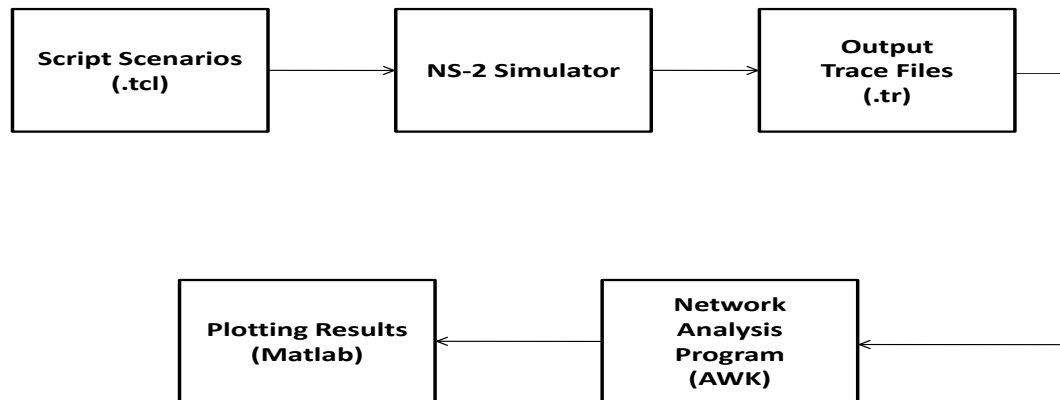 Script Scenarios
(.tcl)
NS-2 Simulator
Output
Trace Files
(.tr)
Plotting Results
(Matlab)
Network
Analysis
Program
(AWK)